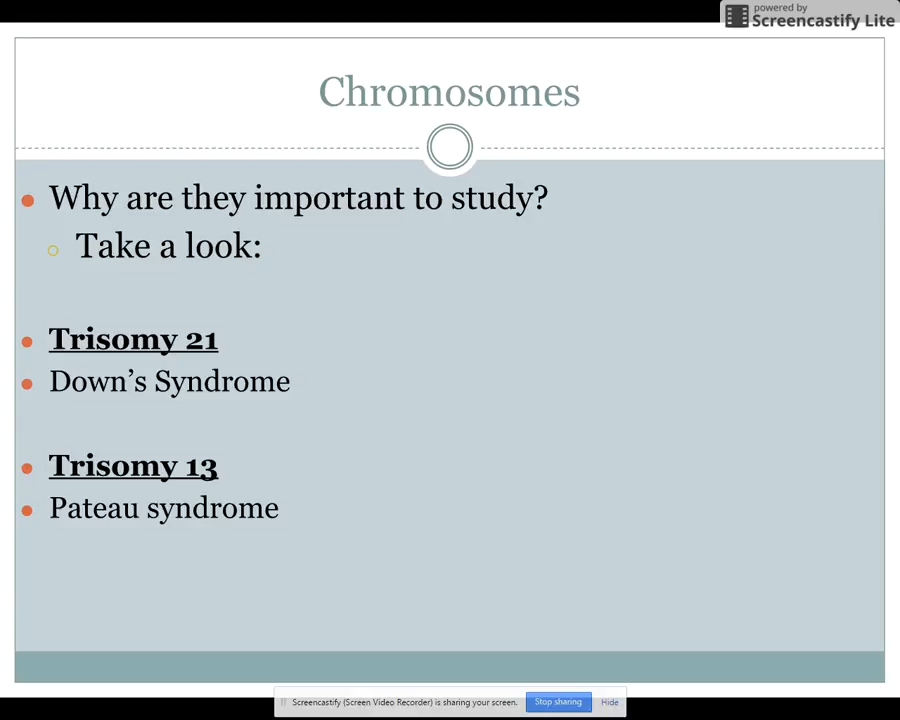 powered by
Screencastify Lite
Chromosomes
Why are they important to study?
Take a look:
Trisomy 21
Down’s Syndrome
Trisomy 13
Pateau syndrome
Screencastify (Screen Video Recorder) is sharing your screen. Stop sharing Hide